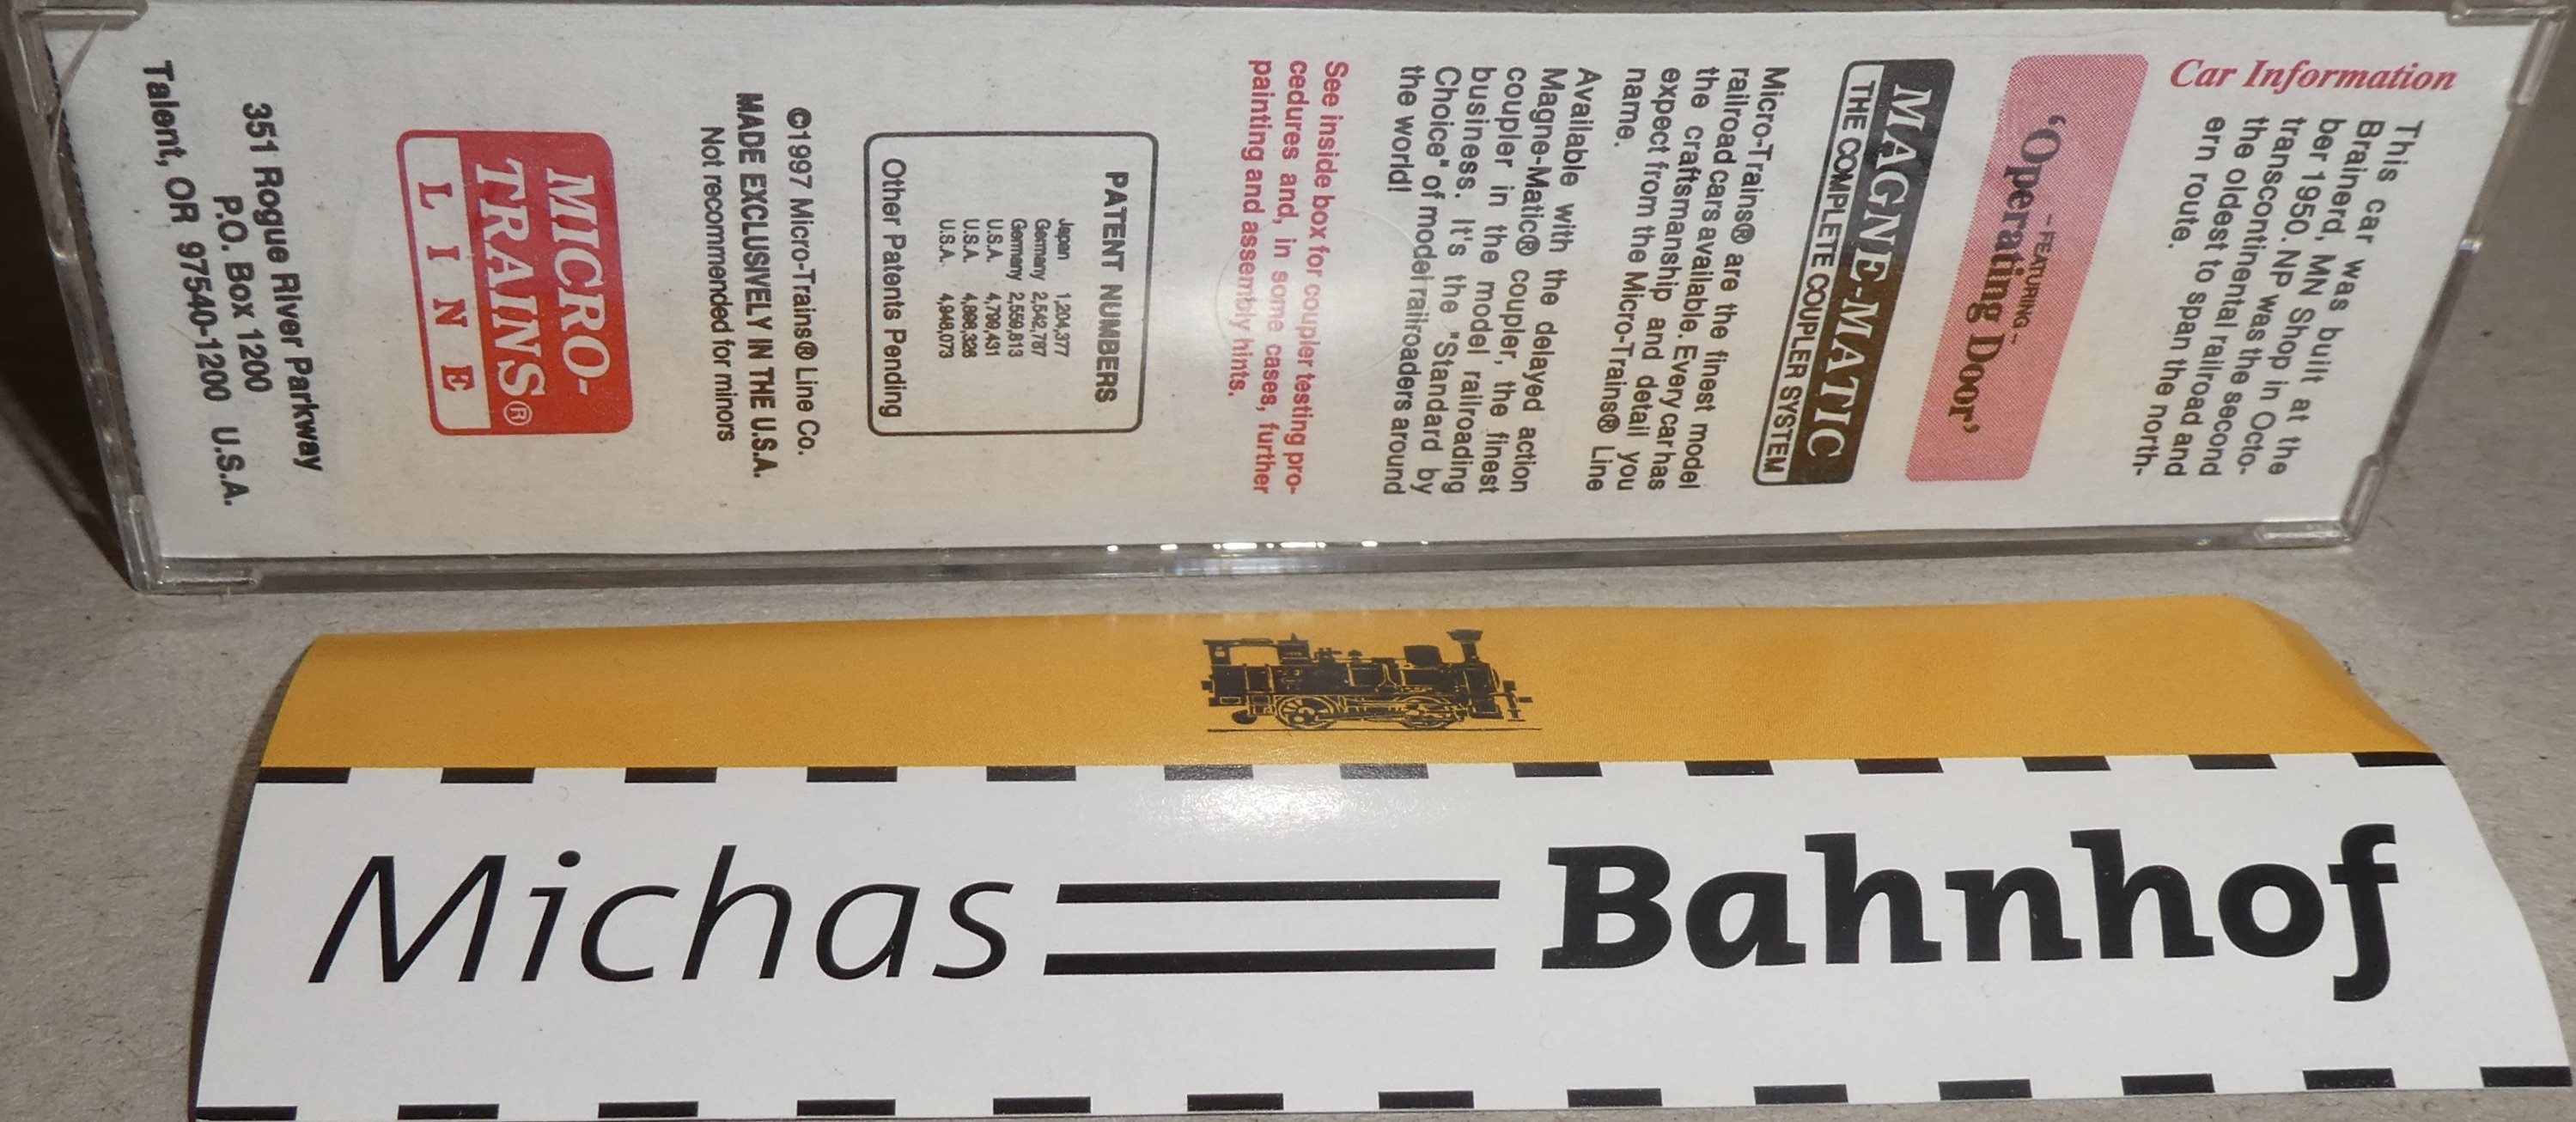 Car Information
This car was built at the
Brainerd, MN Shop in Octo-
ber 1950. NP was the second
transcontinental railroad and
the oldest to span the north-
ern route.
- FEATURING -
'Operating Door'
MAGNE-MATIC
THE COMPLETE COUPLER SYSTEM
Micro-Trains® are the finest model
railroad cars available. Every car has
the craftsmanship and detail you
expect from the Micro-Trains® Line
name.
Available with the delayed action
Magne-Matic® coupler, the finest
coupler in the model railroading
business. It's the "Standard by
Choice" of model railroaders around
the world!
See inside box for coupler testing pro-
cedures and, in some cases, further
painting and assembly hints.
PATENT NUMBERS
Japan 1,204,377
Germany 2,542,787
Germany 2,559,813
U.S.A. 4,799,431
U.S.A. 4,898,326
U.S.A. 4,948,073
Other Patents Pending
©1997 Micro-Trains® Line Co.
MADE EXCLUSIVELY IN THE U.S.A.
Not recommended for minors
MICRO-
TRAINS®
LINE
351 Rogue River Parkway
P.O. Box 1200
Talent, OR 97540-1200 U.S.A.
Michas Bahnhof